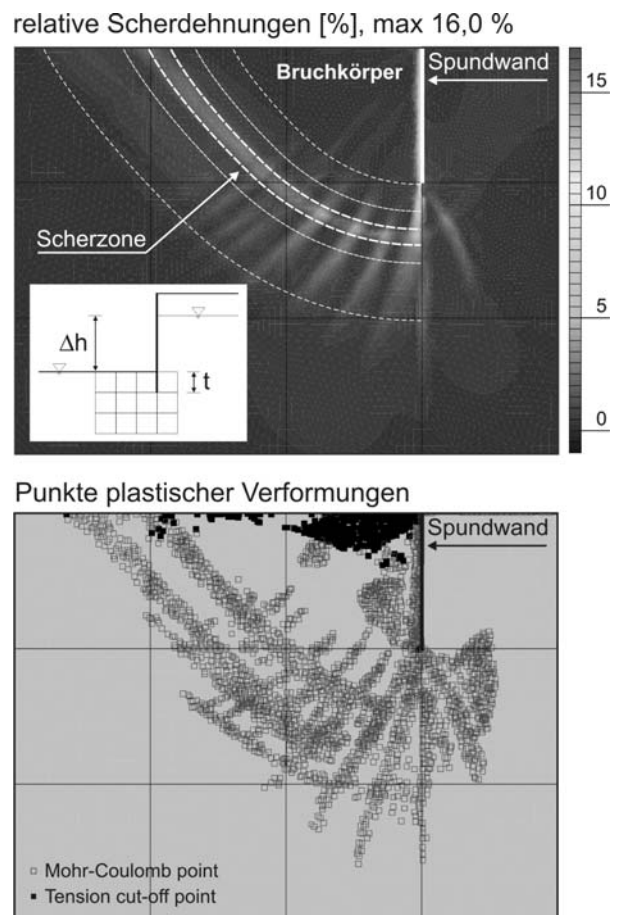 relative Scherdehnungen [%], max 16,0 %
Bruchkörper
Spundwand
15
10
5
0
Scherzone
Δh
t
Punkte plastischer Verformungen
Spundwand
Mohr-Coulomb point
Tension cut-off point